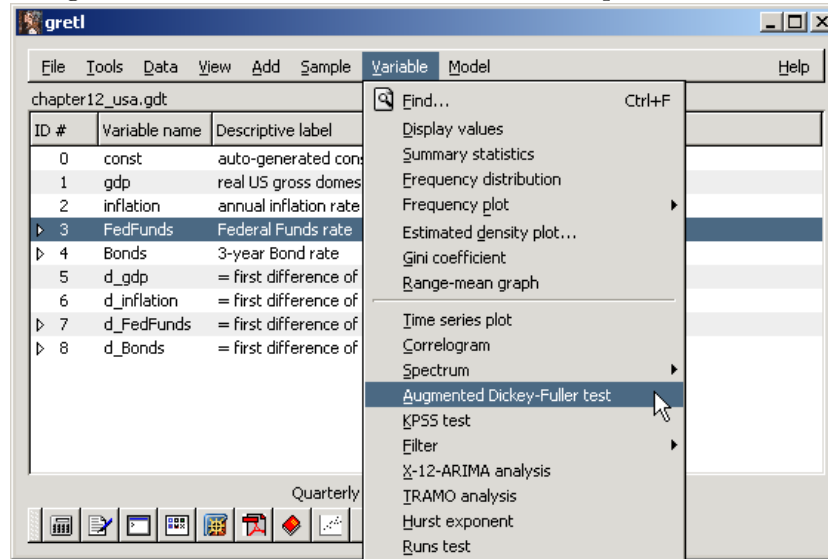 gretl
File Tools Data View Add Sample Variable Model Help
chapter12_usa.gdt
ID # Variable name Descriptive label
0 const auto-generated con
1 gdp real US gross domes
2 inflation annual inflation rate
3 FedFunds Federal Funds rate
4 Bonds 3-year Bond rate
5 d_gdp = first difference of
6 d_inflation = first difference of
7 d_FedFunds = first difference of
8 d_Bonds = first difference of
Quarterly
Find... Ctrl+F
Display values
Summary statistics
Frequency distribution
Frequency plot
Estimated density plot...
Gini coefficient
Range-mean graph
Time series plot
Correlogram
Spectrum
Augmented Dickey-Fuller test
KPSS test
Filter
X-12-ARIMA analysis
TRAMO analysis
Hurst exponent
Runs test